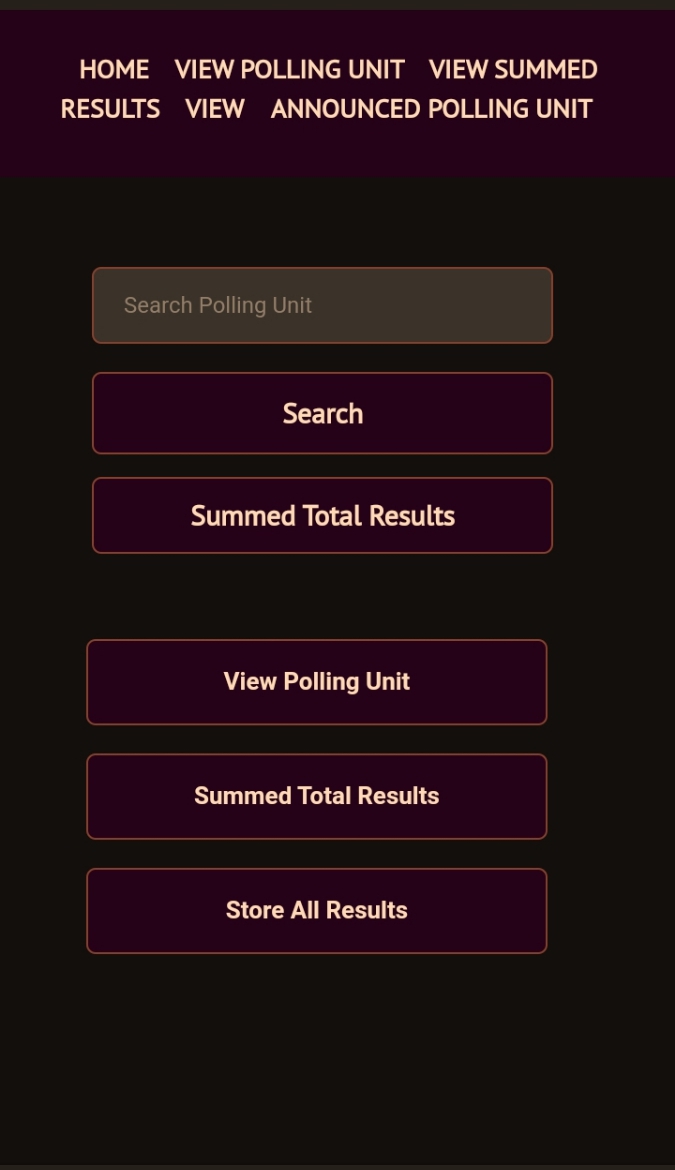 HOME VIEW POLLING UNIT VIEW SUMMED
RESULTS VIEW ANNOUNCED POLLING UNIT
Search Polling Unit
Search
Summed Total Results
View Polling Unit
Summed Total Results
Store All Results